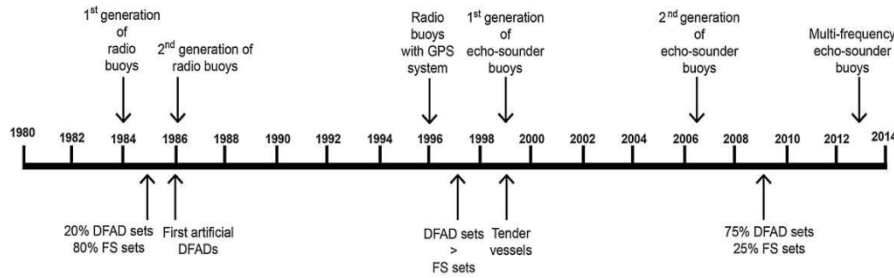 1st generation
of
radio
buoys
2nd generation of
radio buoys
Radio
buoys
with GPS
system
1st generation
of
echo-sounder
buoys
2nd generation
of echo-sounder
buoys
Multi-frequency
echo-sounder
buoys
1980 1982 1984 1986 1988 1990 1992 1994 1996 1998 2000 2002 2004 2006 2008 2010 2012 2014
20% DFAD sets
80% FS sets
First artificial
DFADs
DFAD sets
>
FS sets
Tender
vessels
75% DFAD sets
25% FS sets